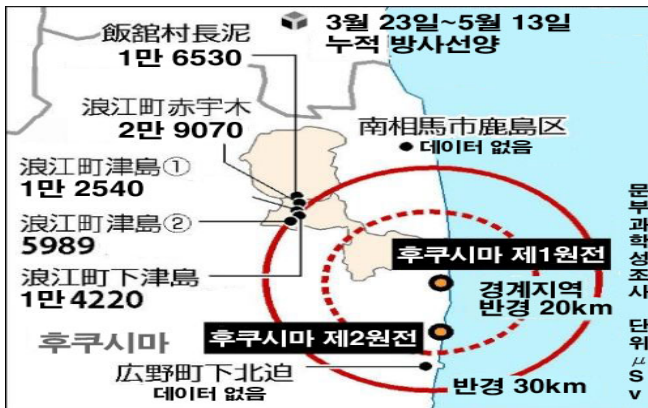 3월 23일~5월 13일
누적 방사선양
飯舘村長泥
1만 6530
浪江町赤宇木
2만 9070
南相馬市鹿島区
데이터 없음
浪江町津島①
1만 2540
浪江町津島②
5989
浪江町下津島
1만 4220
후쿠시마 제1원전
경계지역
반경 20km
후쿠시마
후쿠시마 제2원전
広野町下北迫
데이터 없음
반경 30km
문부과학성조사 단위 μSv